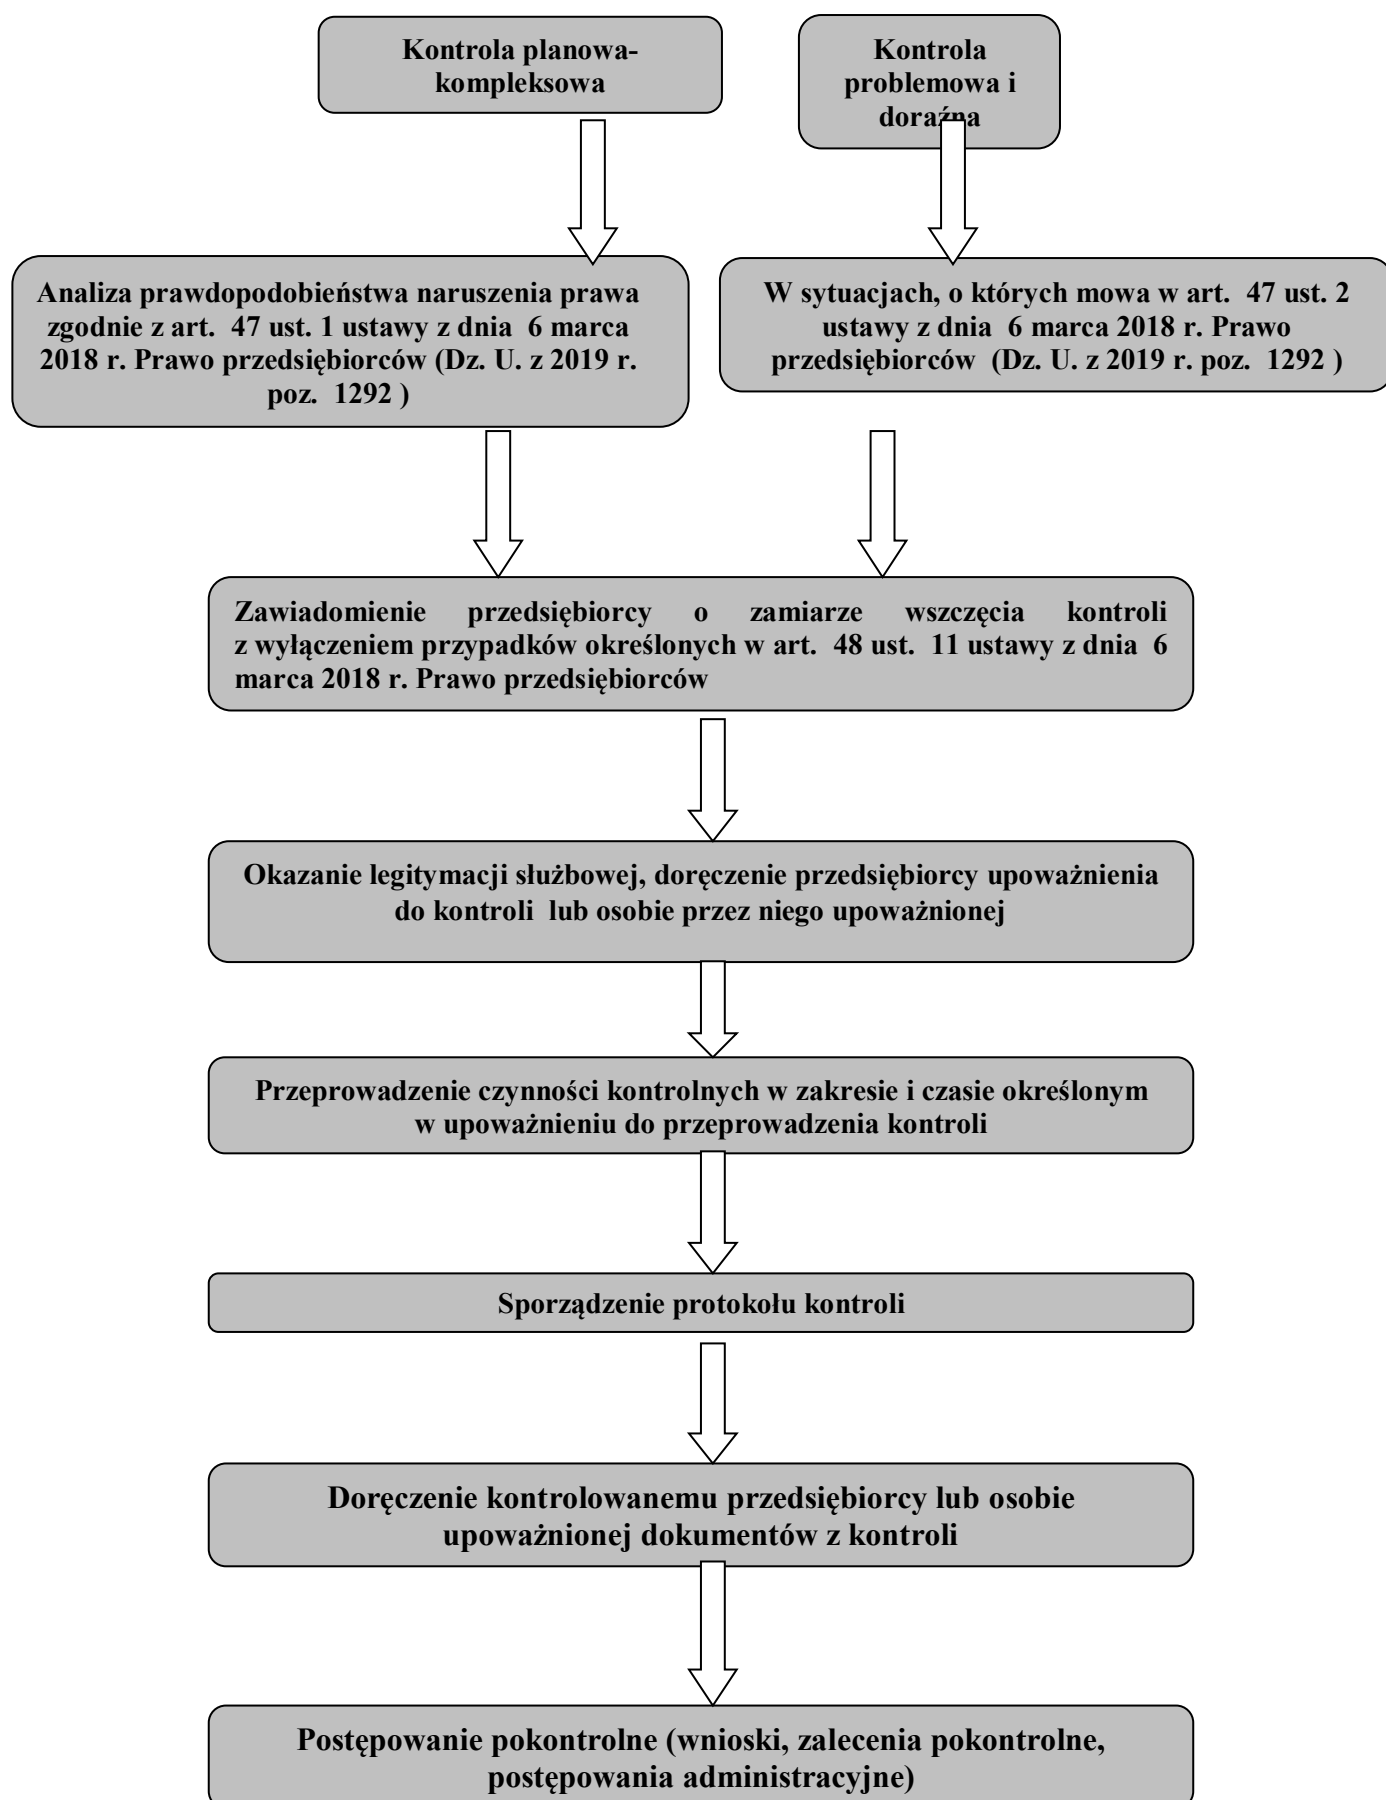 Kontrola planowa-
kompleksowa
Kontrola
problemowa i
doraźna
Analiza prawdopodobieństwa naruszenia prawa
zgodnie z art. 47 ust. 1 ustawy z dnia 6 marca
2018 r. Prawo przedsiębiorców (Dz. U. z 2019 r.
poz. 1292 )
W sytuacjach, o których mowa w art. 47 ust. 2
ustawy z dnia 6 marca 2018 r. Prawo
przedsiębiorców (Dz. U. z 2019 r. poz. 1292 )
Zawiadomienie przedsiębiorcy o zamiarze wszczęcia kontroli
z wyłączeniem przypadków określonych w art. 48 ust. 11 ustawy z dnia 6
marca 2018 r. Prawo przedsiębiorców
Okazanie legitymacji służbowej, doręczenie przedsiębiorcy upoważnienia
do kontroli lub osobie przez niego upoważnionej
Przeprowadzenie czynności kontrolnych w zakresie i czasie określonym
w upoważnieniu do przeprowadzenia kontroli
Sporządzenie protokołu kontroli
Doręczenie kontrolowanemu przedsiębiorcy lub osobie
upoważnionej dokumentów z kontroli
Postępowanie pokontrolne (wnioski, zalecenia pokontrolne,
postępowania administracyjne)